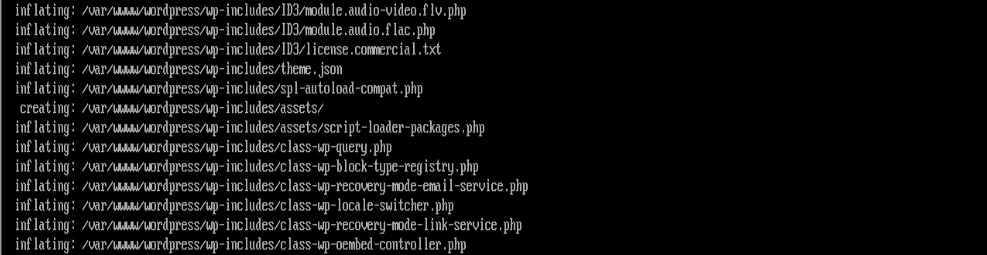 inflating: /var/www/wordpress/wp-includes/ID3/module.audio-video.flv.php
inflating: /var/www/wordpress/wp-includes/ID3/module.audio.flac.php
inflating: /var/www/wordpress/wp-includes/ID3/license.commercial.txt
inflating: /var/www/wordpress/wp-includes/theme.json
inflating: /var/www/wordpress/wp-includes/spl-autoload-compat.php
creating: /var/www/wordpress/wp-includes/assets/
inflating: /var/www/wordpress/wp-includes/assets/script-loader-packages.php
inflating: /var/www/wordpress/wp-includes/class-wp-query.php
inflating: /var/www/wordpress/wp-includes/class-wp-block-type-registry.php
inflating: /var/www/wordpress/wp-includes/class-wp-recovery-mode-email-service.php
inflating: /var/www/wordpress/wp-includes/class-wp-locale-switcher.php
inflating: /var/www/wordpress/wp-includes/class-wp-recovery-mode-link-service.php
inflating: /var/www/wordpress/wp-includes/class-wp-oembed-controller.php